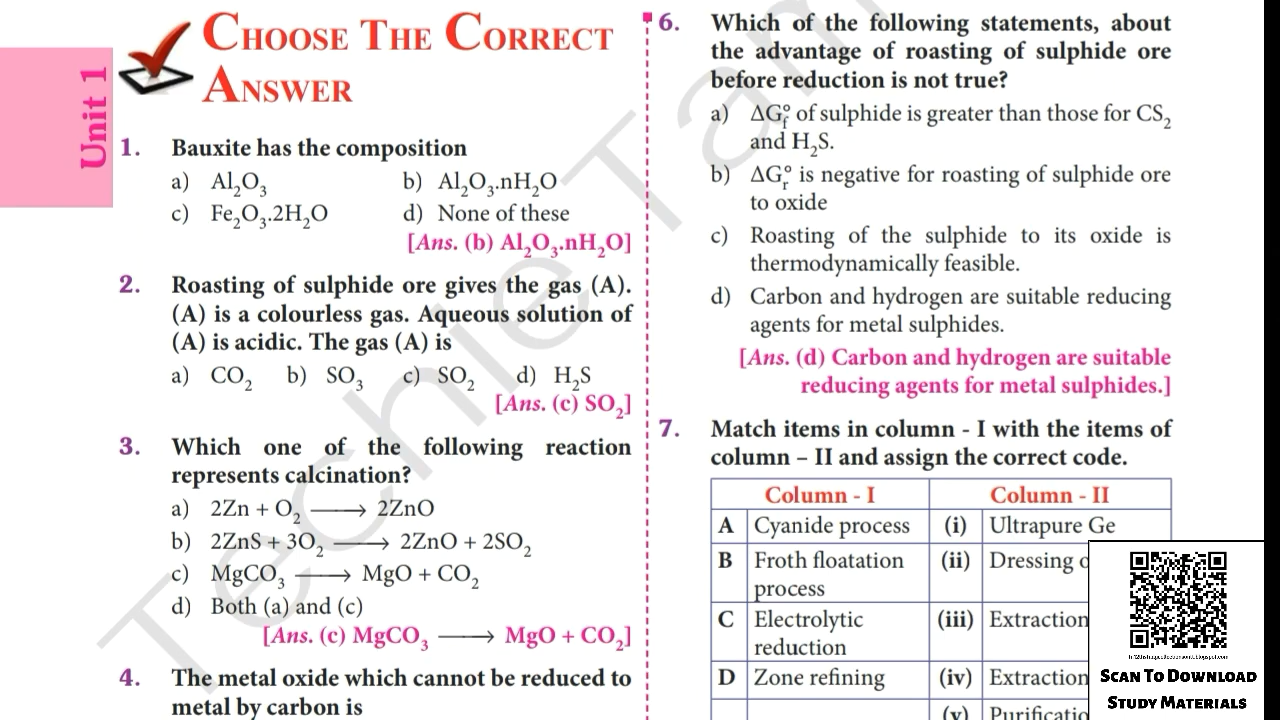 Unit 1
CHOOSE THE CORRECT
ANSWER
1. Bauxite has the composition
a) Al₂O₃ b) Al₂O₃.nH₂O
c) Fe₂O₃.2H₂O d) None of these
[Ans. (b) Al₂O₃.nH₂O]
2. Roasting of sulphide ore gives the gas (A).
(A) is a colourless gas. Aqueous solution of
(A) is acidic. The gas (A) is
a) CO₂ b) SO₃ c) SO₂ d) H₂S
[Ans. (c) SO₂]
3. Which one of the following reaction
represents calcination?
a) 2Zn + O₂ ⟶ 2ZnO
b) 2ZnS + 3O₂ ⟶ 2ZnO + 2SO₂
c) MgCO₃ ⟶ MgO + CO₂
d) Both (a) and (c)
[Ans. (c) MgCO₃ ⟶ MgO + CO₂]
4. The metal oxide which cannot be reduced to
metal by carbon is
6. Which of the following statements, about
the advantage of roasting of sulphide ore
before reduction is not true?
a) ΔG°f of sulphide is greater than those for CS₂
and H₂S.
b) ΔG°r is negative for roasting of sulphide ore
to oxide
c) Roasting of the sulphide to its oxide is
thermodynamically feasible.
d) Carbon and hydrogen are suitable reducing
agents for metal sulphides.
[Ans. (d) Carbon and hydrogen are suitable
reducing agents for metal sulphides.]
7. Match items in column - I with the items of
column – II and assign the correct code.
Column - I Column - II
A Cyanide process (i) Ultrapure Ge
B Froth floatation (ii) Dressing
process
C Electrolytic (iii) Extraction
reduction
D Zone refining (iv) Extraction
(v)
SCAN TO DOWNLOAD
STUDY MATERIALS